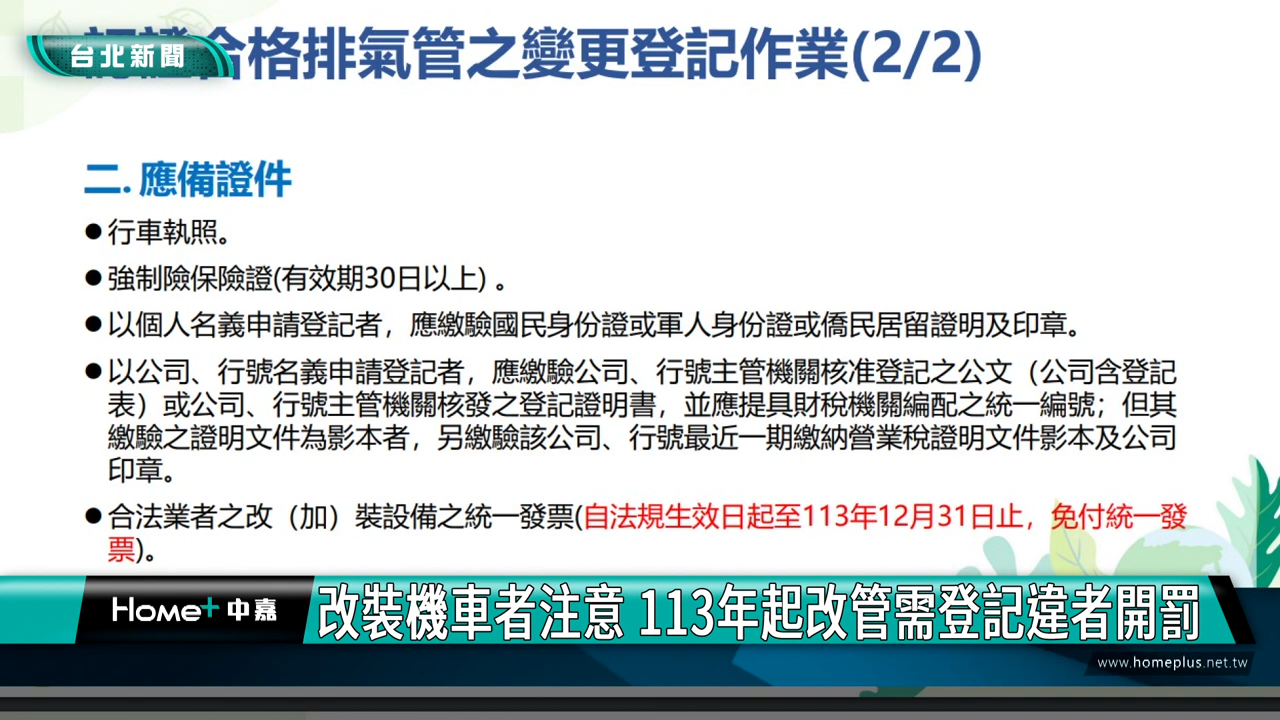 台北新聞
合格排氣管之變更登記作業(2/2)
二. 應備證件
●行車執照。
●強制險保險證(有效期30日以上) 。
●以個人名義申請登記者，應繳驗國民身份證或軍人身份證或僑民居留證明及印章。
●以公司、行號名義申請登記者，應繳驗公司、行號主管機關核准登記之公文（公司含登記
表）或公司、行號主管機關核發之登記證明書，並應提具財稅機關編配之統一編號；但其
繳驗之證明文件為影本者，另繳驗該公司、行號最近一期繳納營業稅證明文件影本及公司
印章。
●合法業者之改（加）裝設備之統一發票(自法規生效日起至113年12月31日止，免付統一發
票)。
Home+中嘉
改裝機車者注意 113年起改管需登記違者開罰
www.homeplus.net.tw